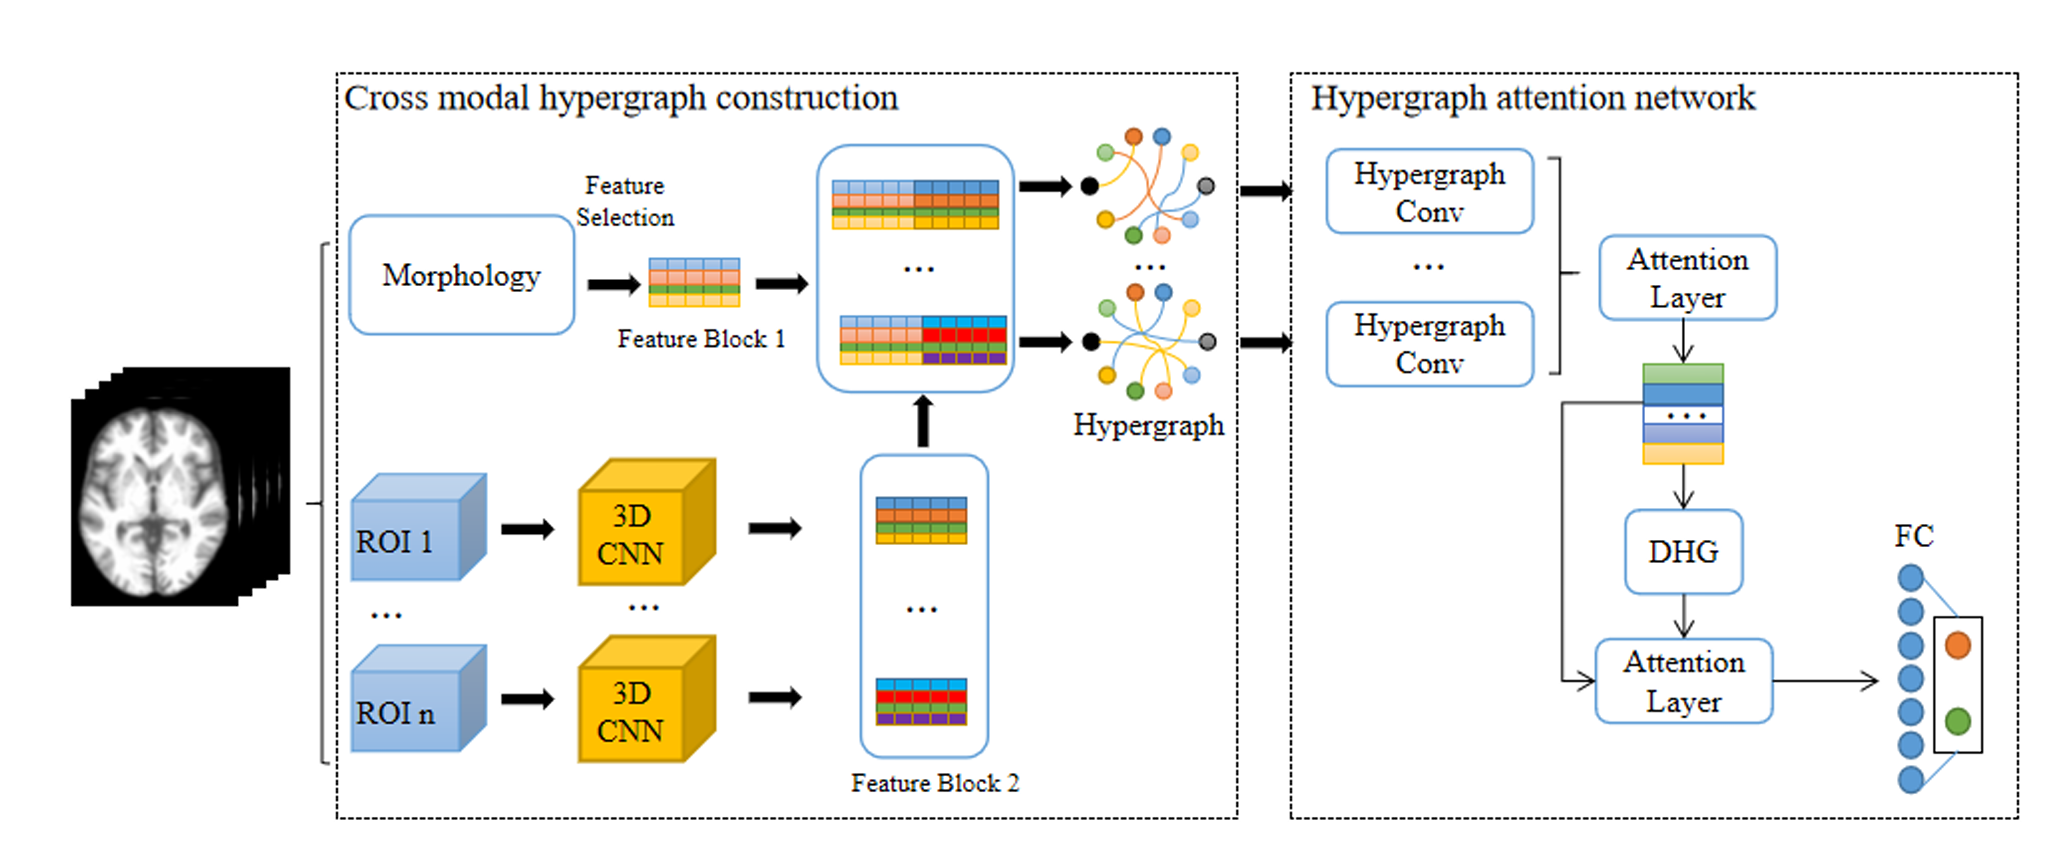 Cross modal hypergraph construction
Feature
Selection
Morphology
Feature Block 1
...
...
Hypergraph
ROI 1
3D
CNN
...
...
...
ROI n
3D
CNN
Feature Block 2
Hypergraph attention network
Hypergraph
Conv
...
Hypergraph
Conv
Attention
Layer
...
DHG
Attention
Layer
FC